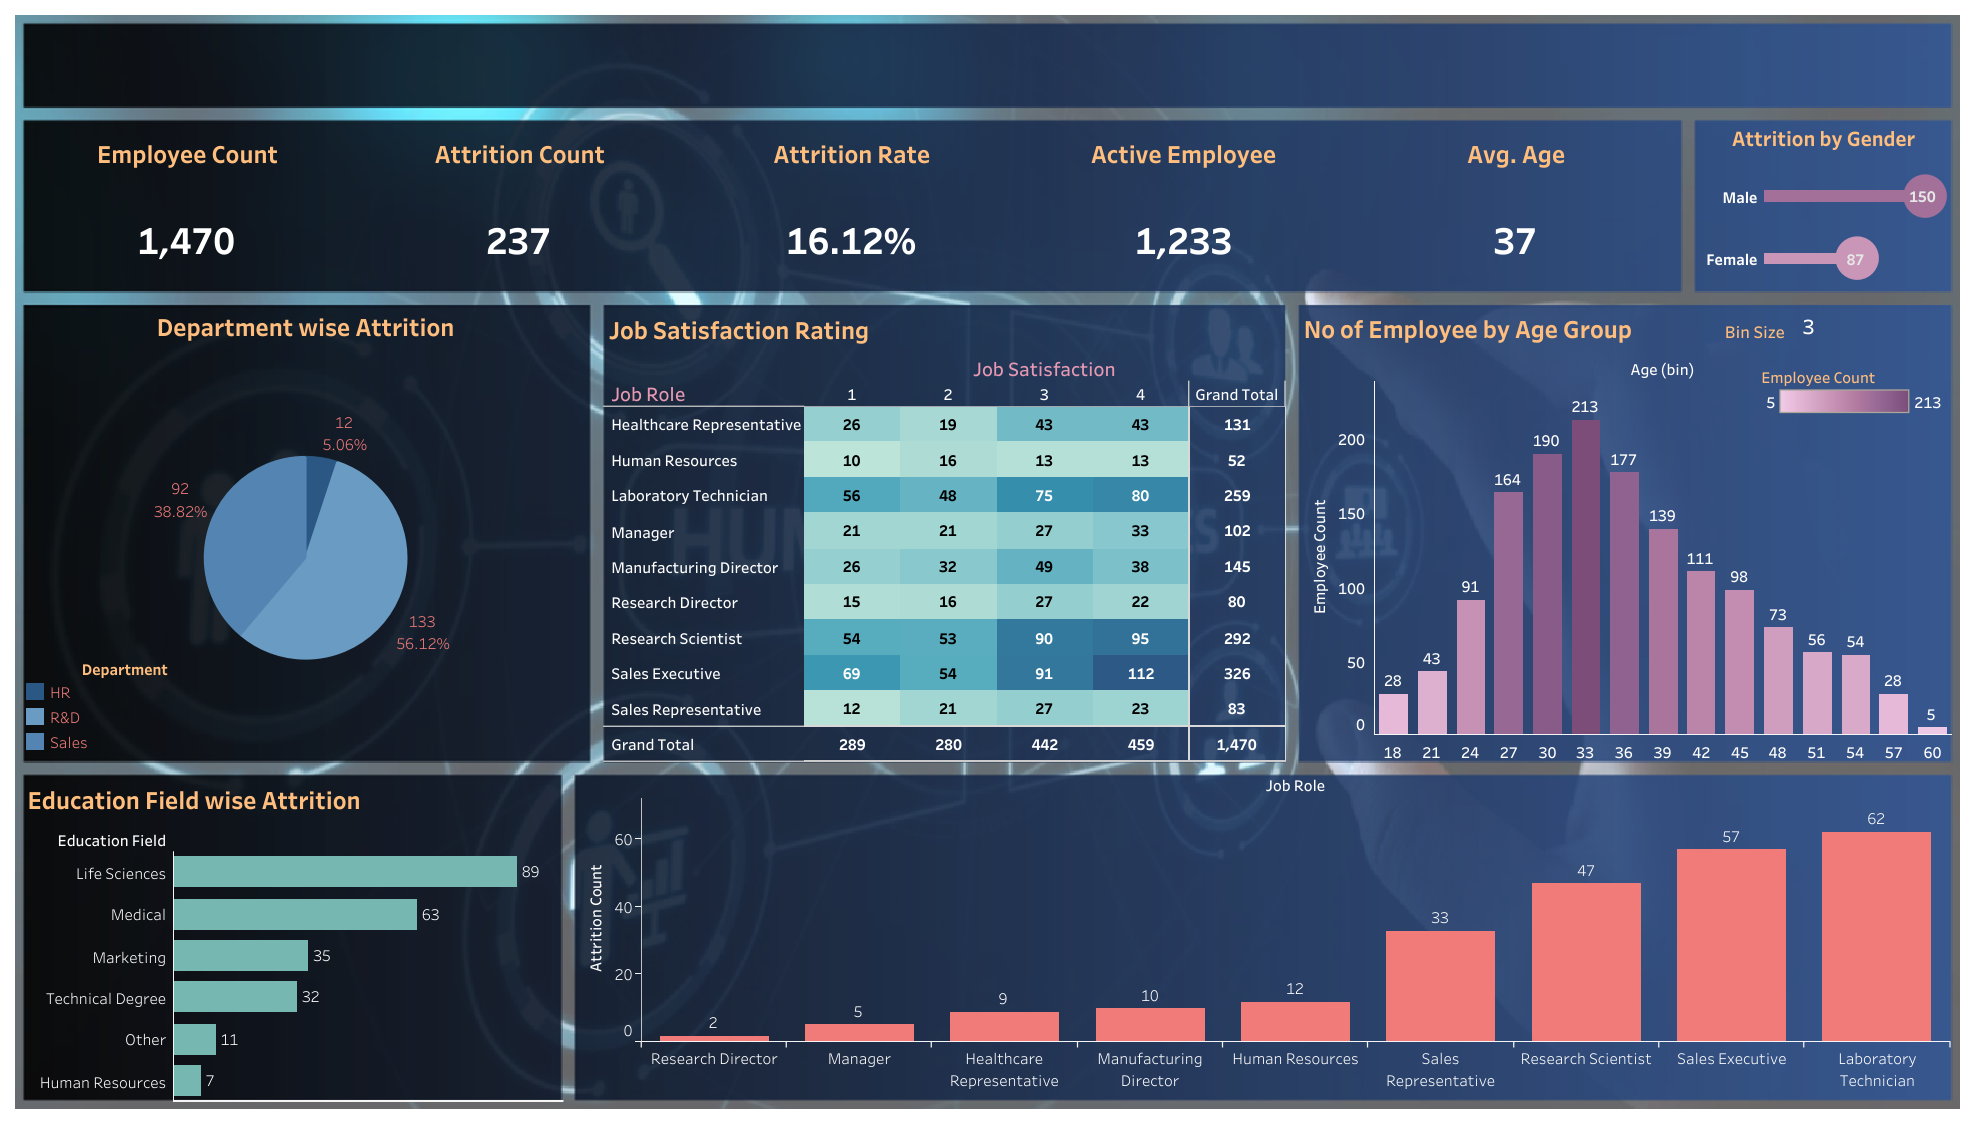 Employee Count
Attrition Count
Attrition Rate
Active Employee
Avg. Age
1,470
237
16.12%
1,233
37
Attrition by Gender
Male
150
Female
87
Department wise Attrition
12
5.06%
92
38.82%
133
56.12%
Department
HR
R&D
Sales
Job Satisfaction Rating
Job Satisfaction
Job Role 1 2 3 4 Grand Total
Healthcare Representative 26 19 43 43 131
Human Resources 10 16 13 13 52
Laboratory Technician 56 48 75 80 259
Manager 21 21 27 33 102
Manufacturing Director 26 32 49 38 145
Research Director 15 16 27 22 80
Research Scientist 54 53 90 95 292
Sales Executive 69 54 91 112 326
Sales Representative 12 21 27 23 83
Grand Total 289 280 442 459 1,470
No of Employee by Age Group
Bin Size 3
Age (bin)
Employee Count
5 213
Employee Count
200
150
100
50
0
28 43 91 164 190 213 177 139 111 98 73 56 54 28 5
18 21 24 27 30 33 36 39 42 45 48 51 54 57 60
Education Field wise Attrition
Education Field
Life Sciences 89
Medical 63
Marketing 35
Technical Degree 32
Other 11
Human Resources 7
Job Role
Attrition Count
60
40
20
0
2 5 9 10 12 33 47 57 62
Research Director
Manager
Healthcare
Representative
Manufacturing
Director
Human Resources
Sales
Representative
Research Scientist
Sales Executive
Laboratory
Technician